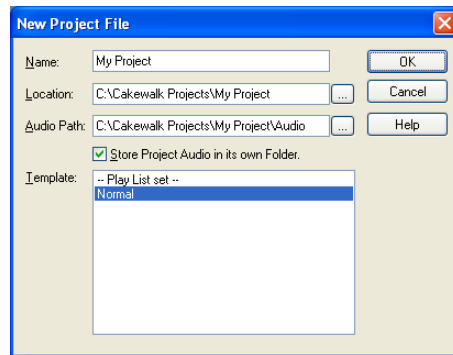 New Project File
Name: My Project OK
Location: C:\Cakewalk Projects\My Project ... Cancel
Audio Path: C:\Cakewalk Projects\My Project\Audio ... Help
Store Project Audio in its own Folder.
Template: -- Play List set --
Normal